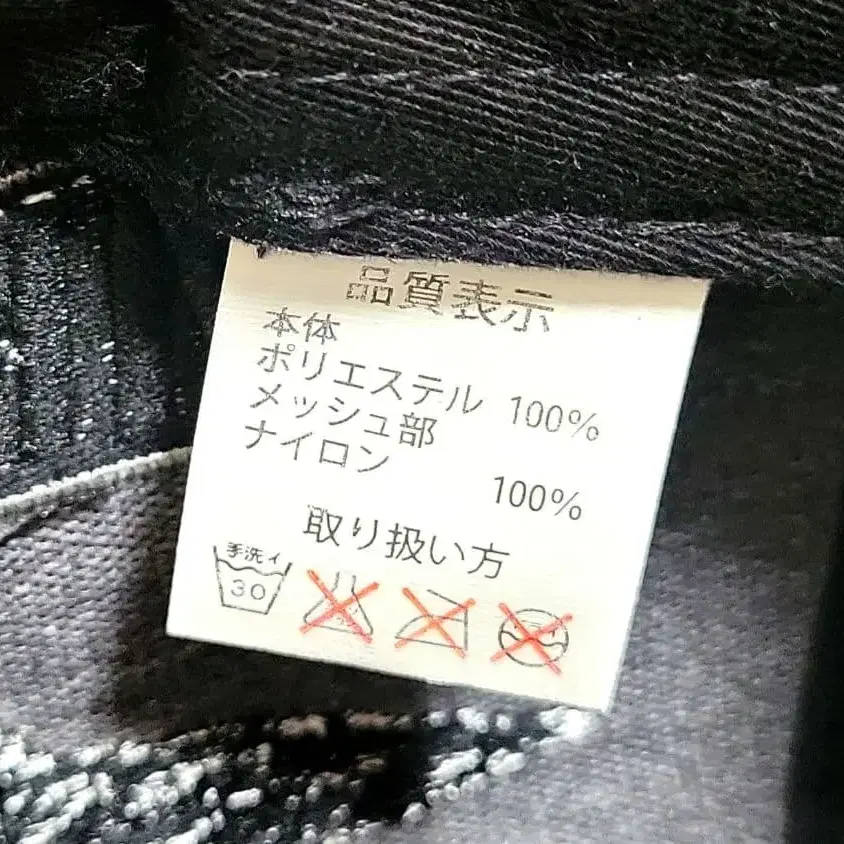 品質表示
本体
ポリエステル 100%
メッシュ部
ナイロン 100%
取り扱い方
手洗イ
30